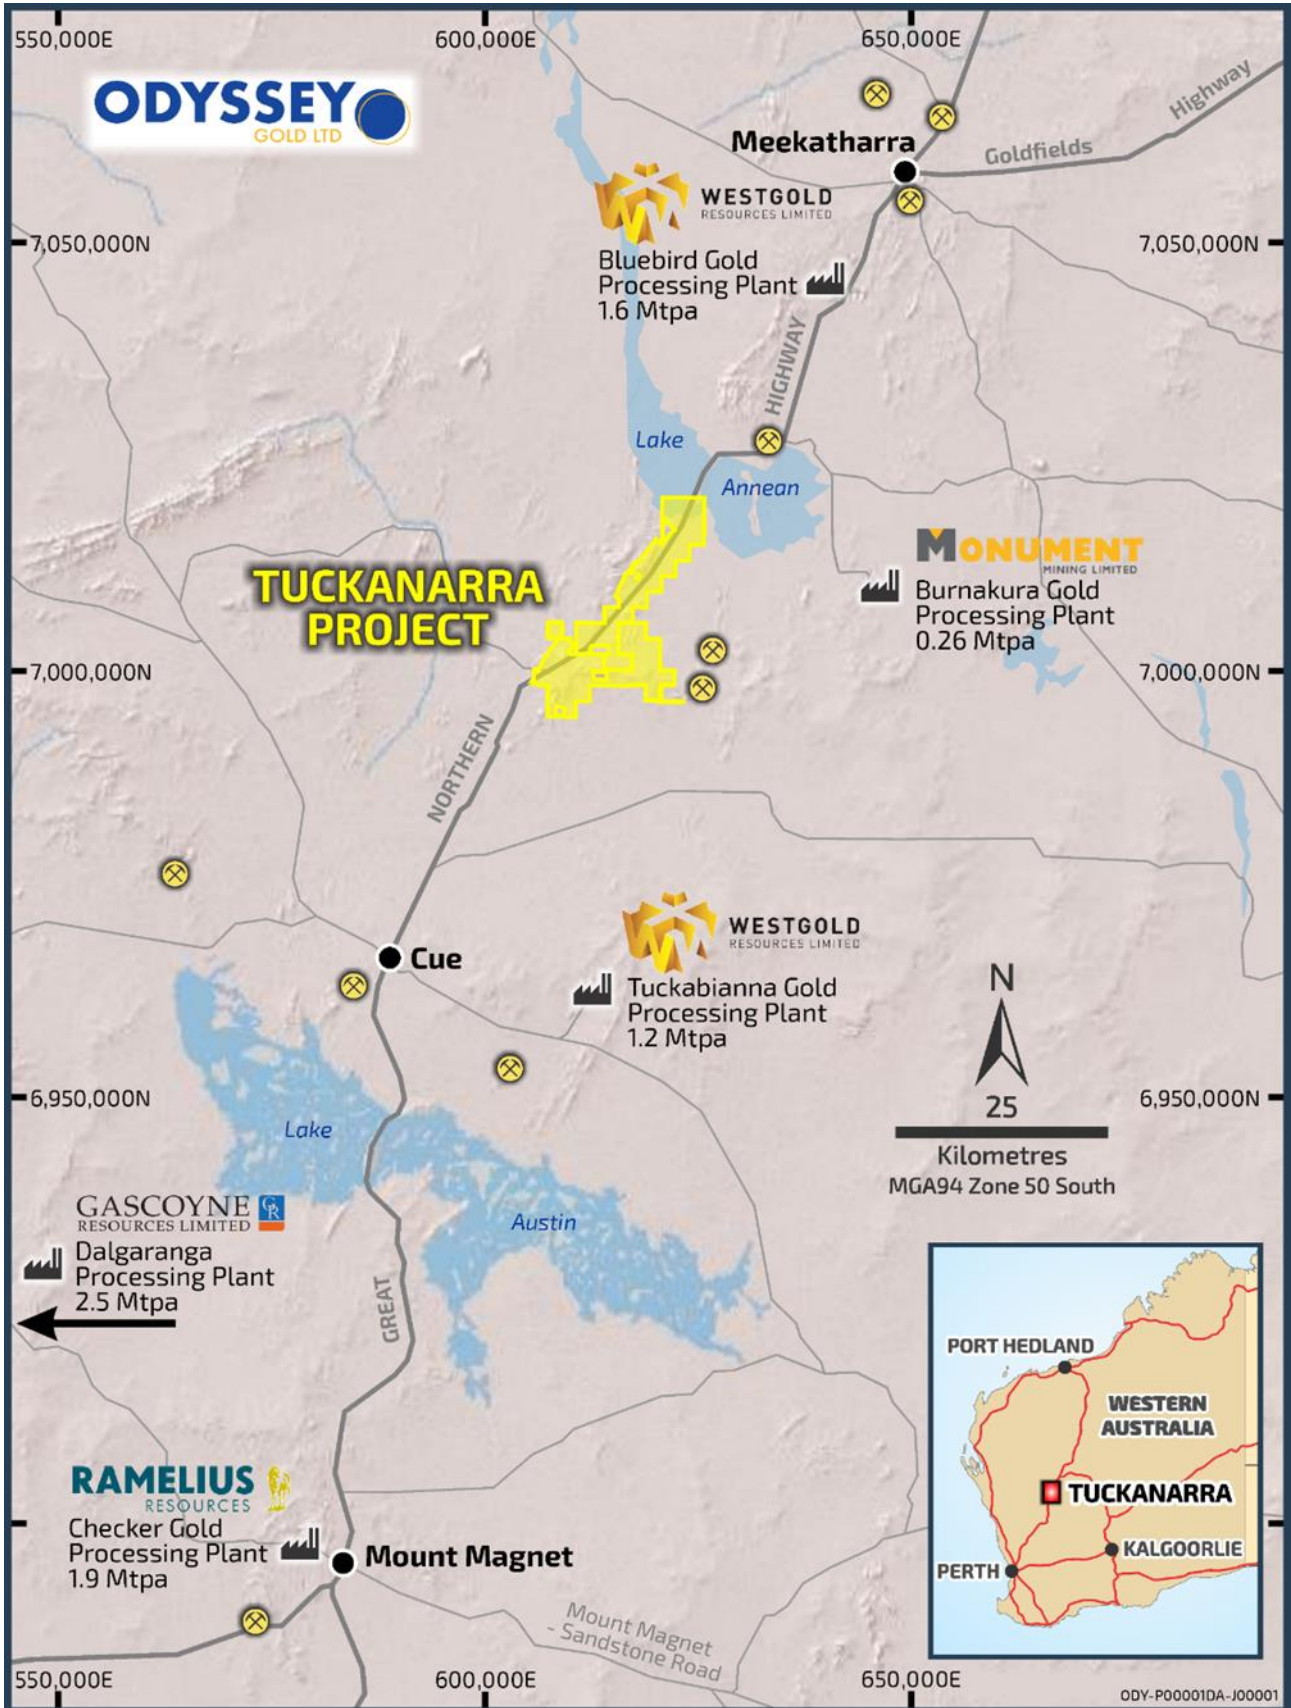 550,000E
600,000E
650,000E
ODYSSEY
GOLD LTD
Highway
Goldfields
Meekatharra
WESTGOLD
RESOURCES LIMITED
7,050,000N
7,050,000N
Bluebird Gold
Processing Plant
1.6 Mtpa
HIGHWAY
Lake
Annean
MONUMENT
MINING LIMITED
Burnakura Gold
Processing Plant
0.26 Mtpa
TUCKANARRA
PROJECT
7,000,000N
7,000,000N
NORTHERN
WESTGOLD
RESOURCES LIMITED
Cue
Tuckabianna Gold
Processing Plant
1.2 Mtpa
N
25
Kilometres
MGA94 Zone 50 South
6,950,000N
6,950,000N
Lake
Austin
GASCOYNE
RESOURCES LIMITED
GR
Dalgaranga
Processing Plant
2.5 Mtpa
GREAT
PORT HEDLAND
WESTERN
AUSTRALIA
TUCKANARRA
KALGOORLIE
PERTH
RAMELIUS
RESOURCES
Checker Gold
Processing Plant
1.9 Mtpa
Mount Magnet
Mount Magnet
- Sandstone Road
550,000E
600,000E
650,000E
ODY-P00001DA-J00001